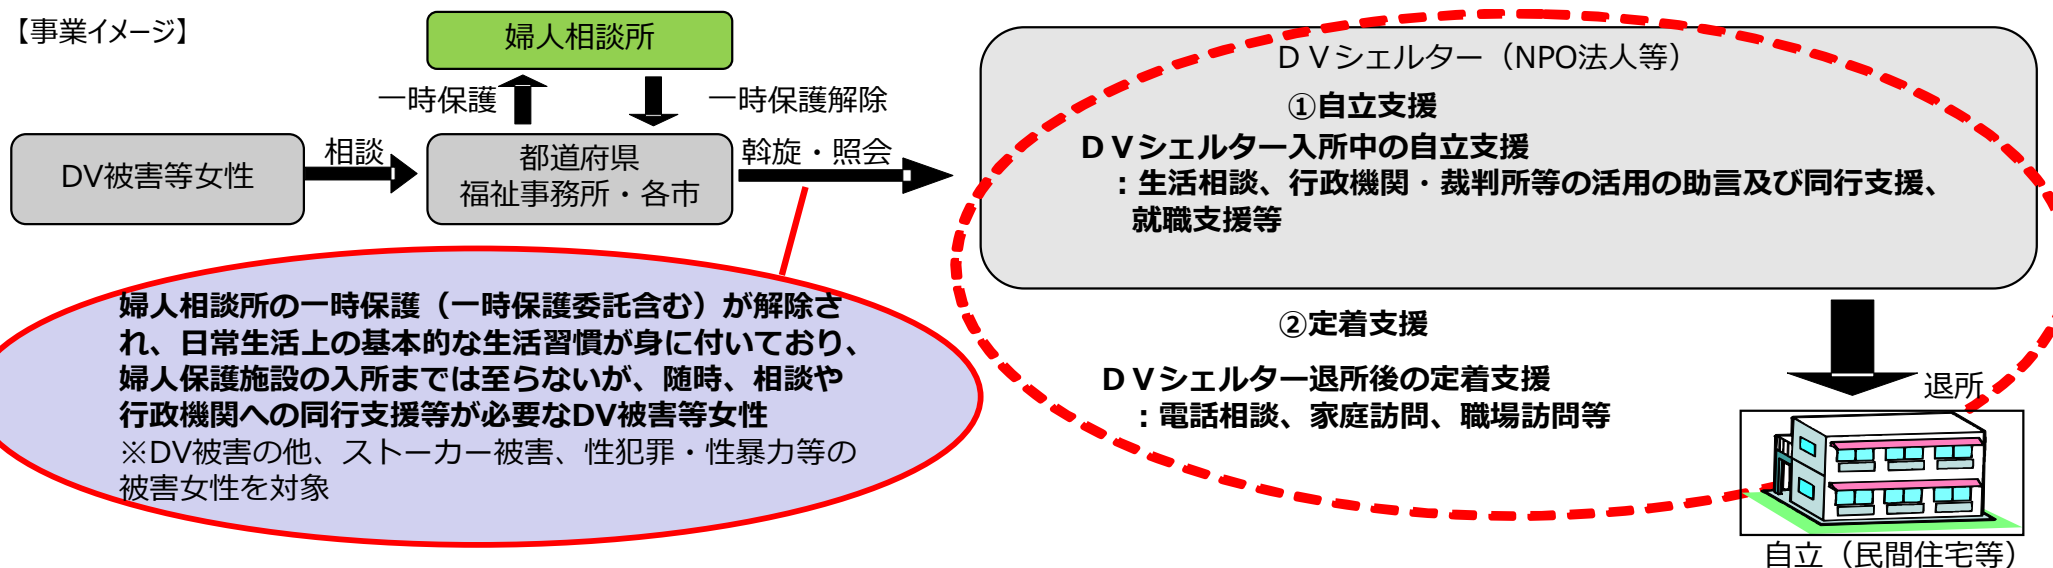 【事業イメージ】
婦人相談所
一時保護
一時保護解除
DV被害等女性
相談
都道府県
福祉事務所・各市
斡旋・照会
ＤＶシェルター（NPO法人等）
①自立支援
ＤＶシェルター入所中の自立支援
：生活相談、行政機関・裁判所等の活用の助言及び同行支援、
就職支援等
②定着支援
ＤＶシェルター退所後の定着支援
：電話相談、家庭訪問、職場訪問等
退所
自立（民間住宅等）
婦人相談所の一時保護（一時保護委託含む）が解除さ
れ、日常生活上の基本的な生活習慣が身に付いており、
婦人保護施設の入所までは至らないが、随時、相談や
行政機関への同行支援等が必要なDV被害等女性
※DV被害の他、ストーカー被害、性犯罪・性暴力等の
被害女性を対象